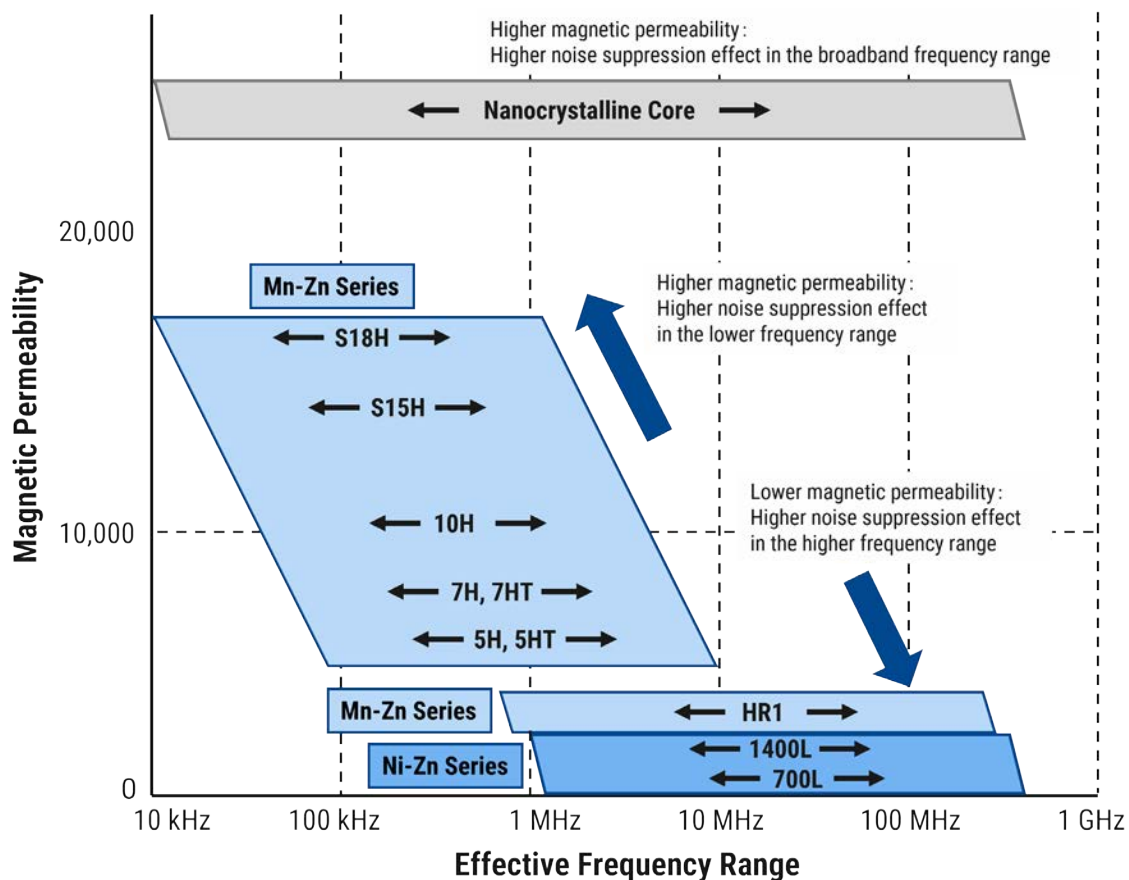 Higher magnetic permeability:
Higher noise suppression effect in the broadband frequency range
Nanocrystalline Core
20,000
Mn-Zn Series
Higher magnetic permeability:
Higher noise suppression effect
in the lower frequency range
S18H
S15H
Magnetic Permeability
Lower magnetic permeability:
Higher noise suppression effect
in the higher frequency range
10,000
10H
7H, 7HT
5H, 5HT
Mn-Zn Series
HR1
Ni-Zn Series
1400L
700L
0
10 kHz 100 kHz 1 MHz 10 MHz 100 MHz 1 GHz
Effective Frequency Range